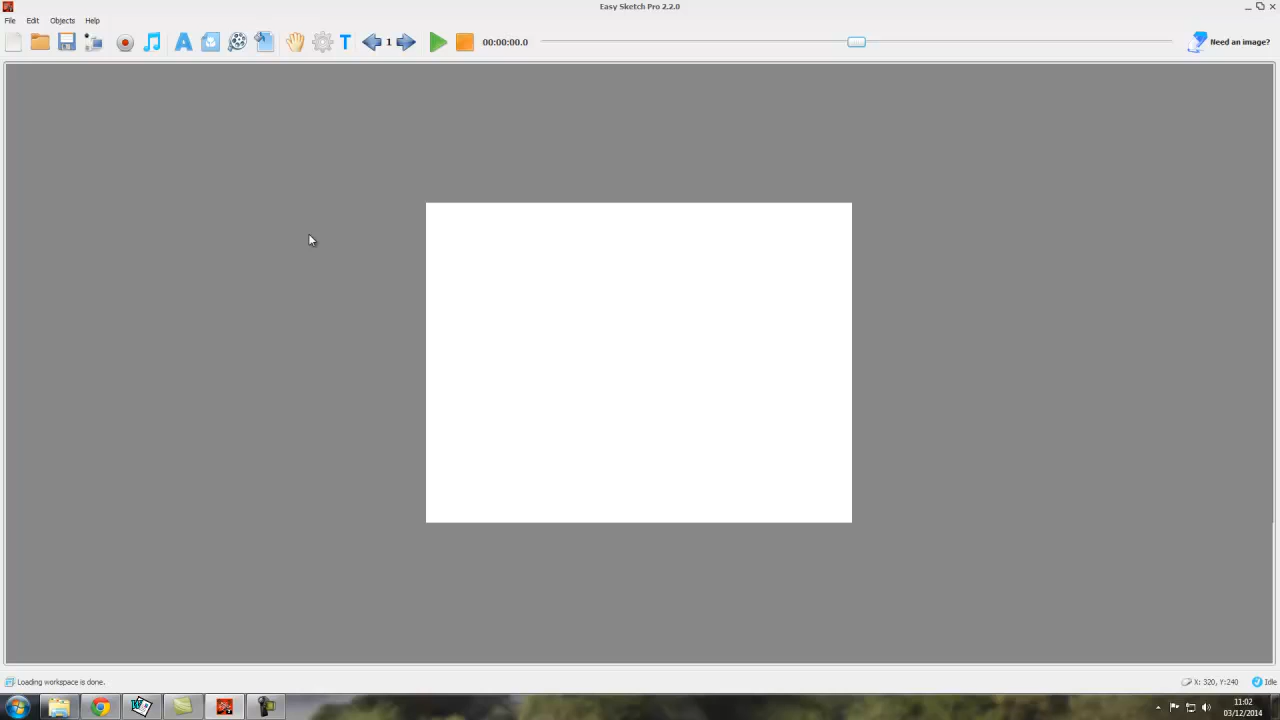 Easy Sketch Pro 2.2.0
File Edit Objects Help
A T 1 00:00:00.0 Need an image?
Loading workspace is done. X: 320, Y:240 Idle
11:02
03/12/2014